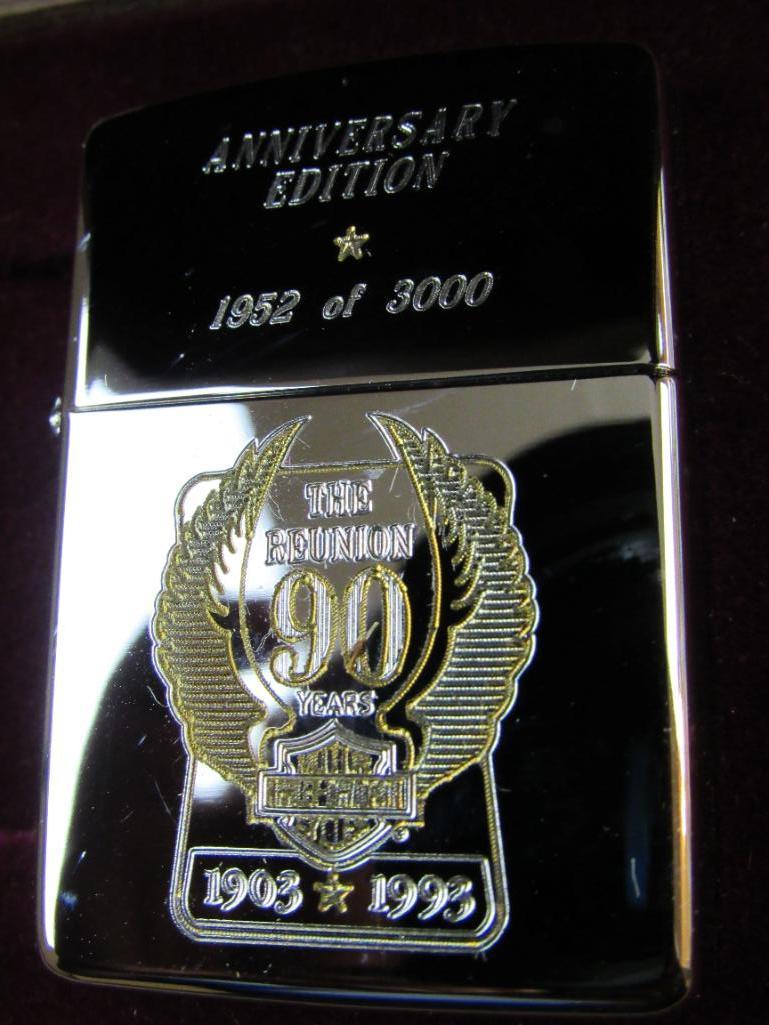 ANNIVERSARY
EDITION
1952 of 3000
THE
REUNION
90
YEARS
1903 1993